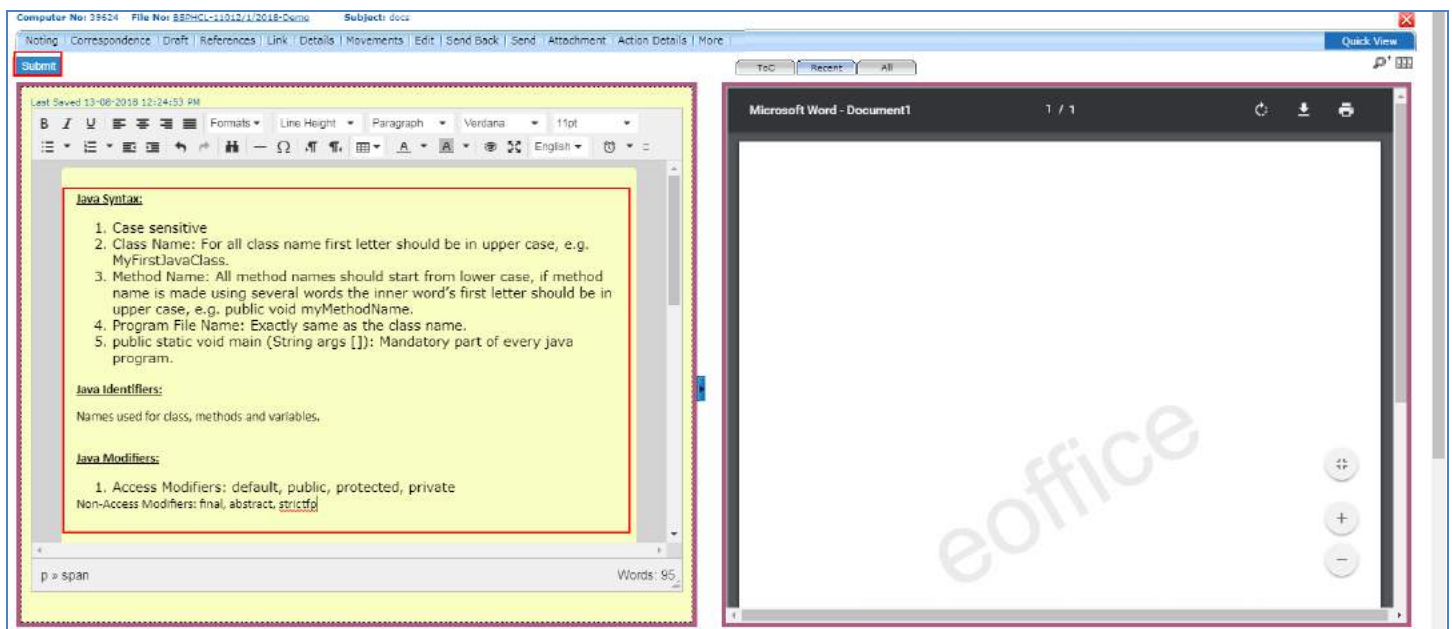 Computer No: 39624 File No: BSPHCL-11012/1/2018-Demo Subject: docs
Noting Correspondence Draft References Link Details Movements Edit Send Back Send Attachment Action Details More
Quick View
Submit
ToC Recent All
Last Saved 13-08-2018 12:24:53 PM
B I U Formats Line Height Paragraph Verdana 11pt
English
Java Syntax:
1. Case sensitive
2. Class Name: For all class name first letter should be in upper case, e.g.
MyFirstJavaClass.
3. Method Name: All method names should start from lower case, if method
name is made using several words the inner word's first letter should be in
upper case, e.g. public void myMethodName.
4. Program File Name: Exactly same as the class name.
5. public static void main (String args []): Mandatory part of every java
program.
Java Identifiers:
Names used for class, methods and variables.
Java Modifiers:
1. Access Modifiers: default, public, protected, private
Non-Access Modifiers: final, abstract, strictfp
p » span
Words: 95
Microsoft Word - Document1
1 / 1
eoffice